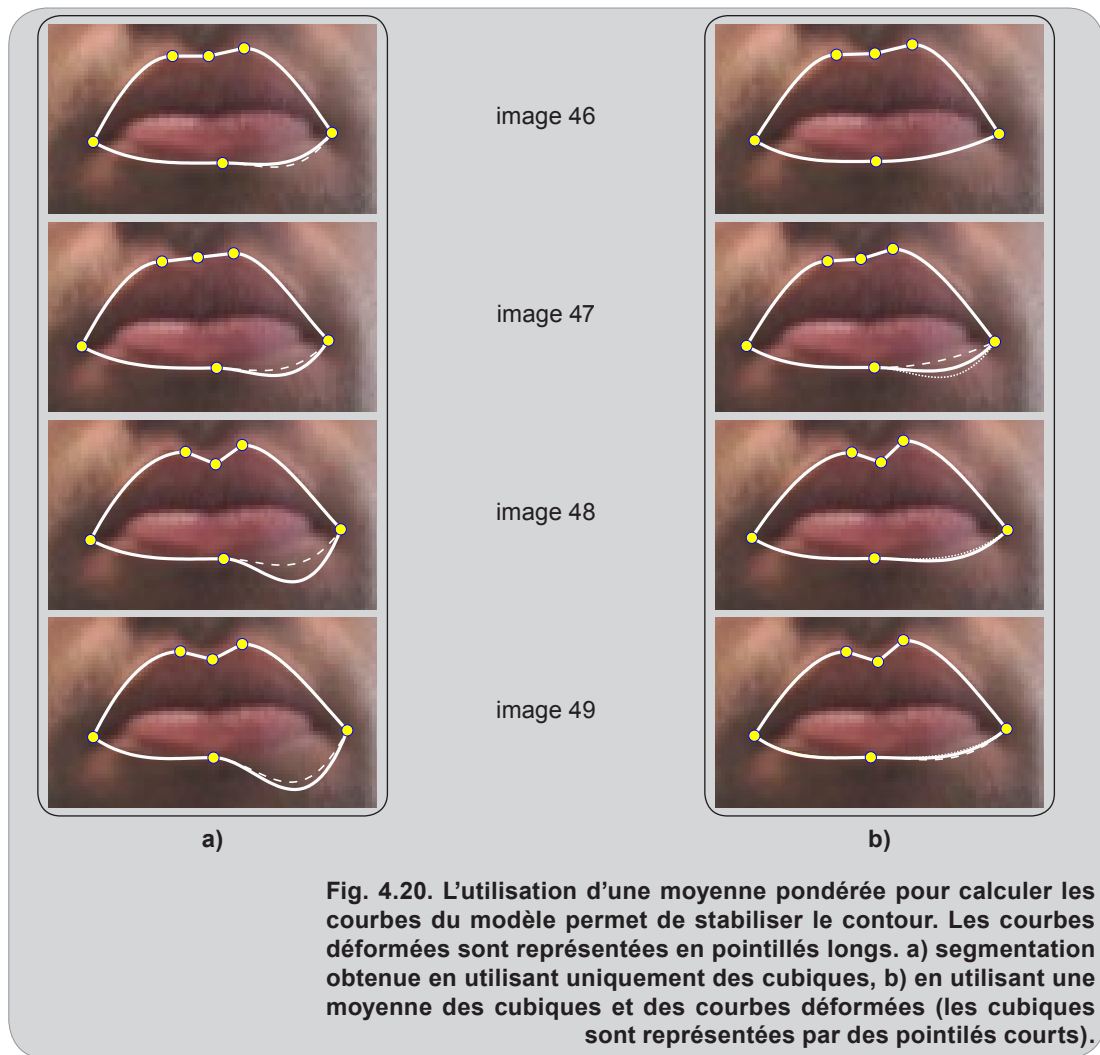 image 46
image 47
image 48
image 49
a)
b)
Fig. 4.20. L’utilisation d’une moyenne pondérée pour calculer les
courbes du modèle permet de stabiliser le contour. Les courbes
déformées sont représentées en pointillés longs. a) segmentation
obtenue en utilisant uniquement des cubiques, b) en utilisant une
moyenne des cubiques et des courbes déformées (les cubiques
sont représentées par des pointilés courts).